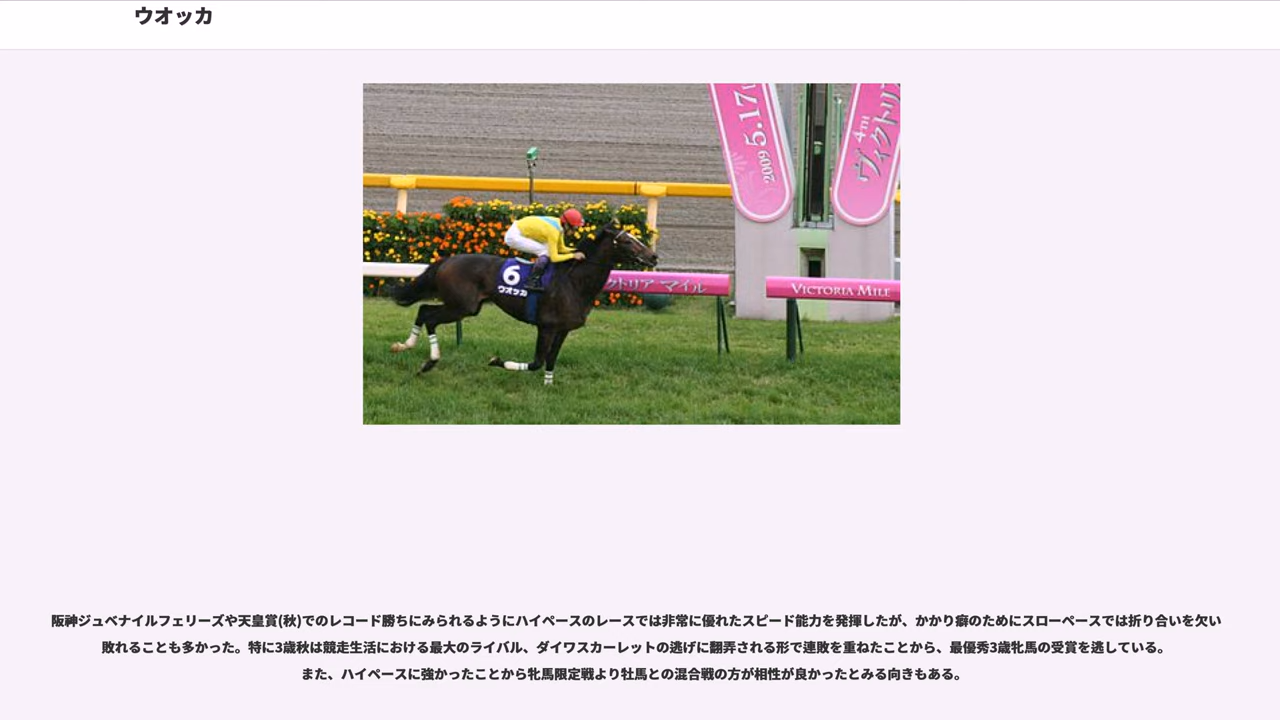 ウオッカ
5.17
2009
4TH
ヴィクトリア
6
ウオッカ
クトリア マイル
VICTORIA MILE
阪神ジュベナイルフェリーズや天皇賞(秋)でのレコード勝ちにみられるようにハイペースのレースでは非常に優れたスピード能力を発揮したが、かかり癖のためにスローペースでは折り合いを欠い
敗れることも多かった。特に3歳秋は競走生活における最大のライバル、ダイワスカーレットの逃げに翻弄される形で連敗を重ねたことから、最優秀3歳牝馬の受賞を逃している。
また、ハイペースに強かったことから牝馬限定戦より牡馬との混合戦の方が相性が良かったとみる向きもある。